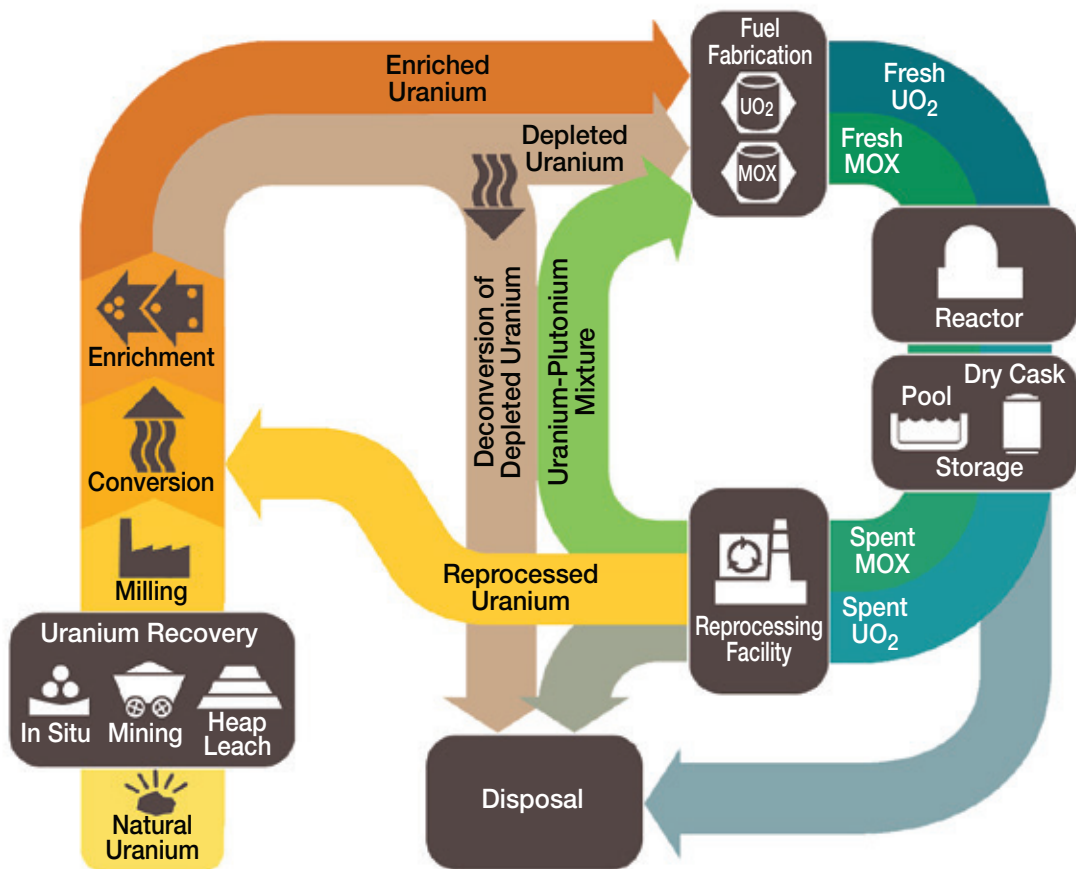 Fuel
Fabrication
UO₂
MOX
Enriched
Uranium
Depleted
Uranium
Fresh
UO₂
Fresh
MOX
Reactor
Dry Cask
Pool
Storage
Enrichment
Conversion
Milling
Uranium Recovery
In Situ
Mining
Heap
Leach
Natural
Uranium
Deconversion of
Depleted Uranium
Uranium-Plutonium
Mixture
Reprocessed
Uranium
Reprocessing
Facility
Spent
MOX
Spent
UO₂
Disposal